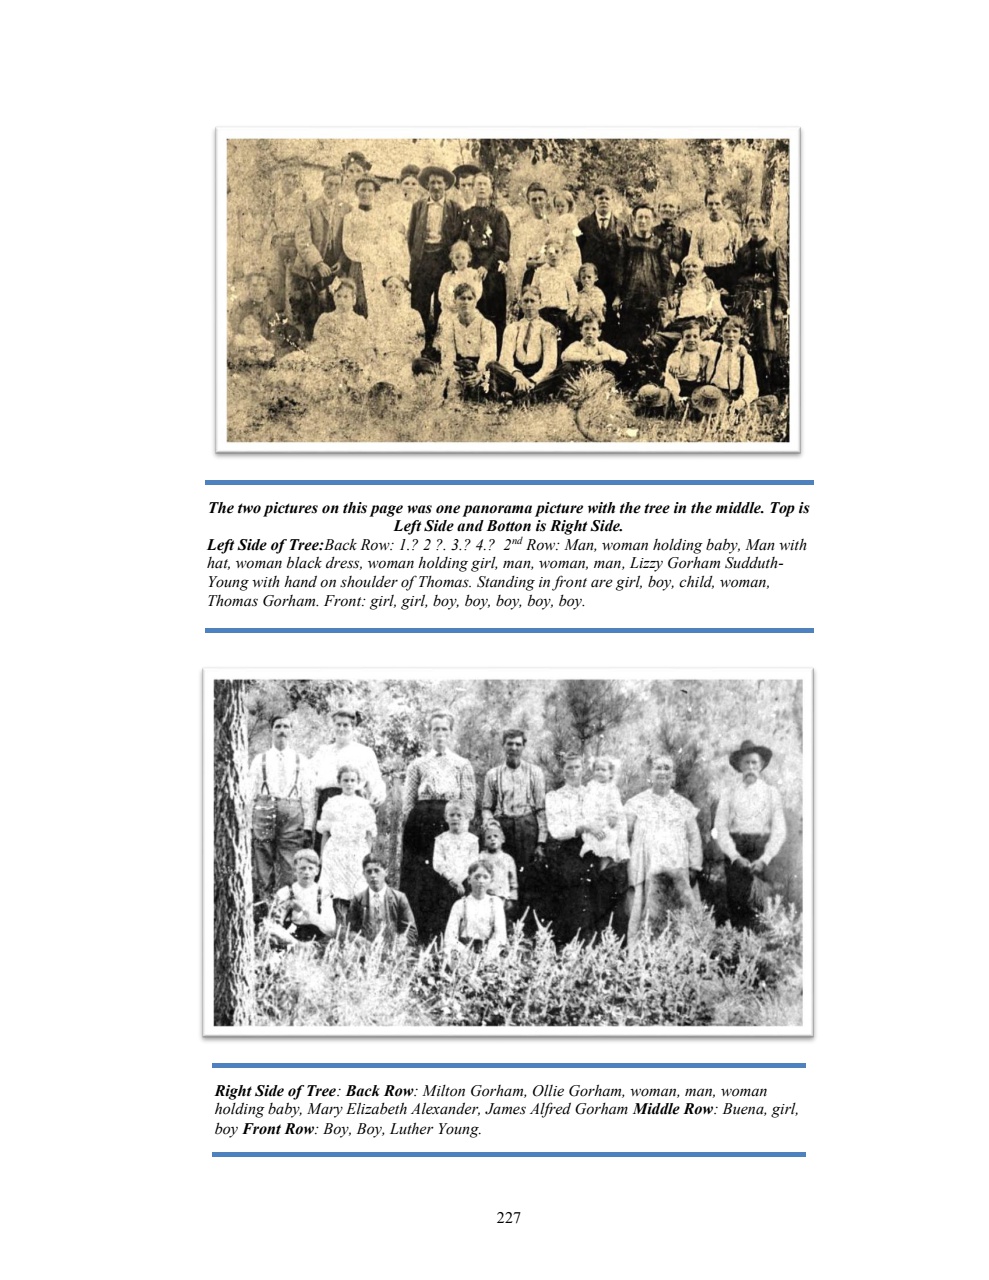 The two pictures on this page was one panorama picture with the tree in the middle. Top is
Left Side and Botton is Right Side.
Left Side of Tree:Back Row: 1.? 2 ?. 3.? 4.? 2nd Row: Man, woman holding baby, Man with
hat, woman black dress, woman holding girl, man, woman, man, Lizzy Gorham Sudduth-
Young with hand on shoulder of Thomas. Standing in front are girl, boy, child, woman,
Thomas Gorham. Front: girl, girl, boy, boy, boy, boy, boy.
Right Side of Tree: Back Row: Milton Gorham, Ollie Gorham, woman, man, woman
holding baby, Mary Elizabeth Alexander, James Alfred Gorham Middle Row: Buena, girl,
boy Front Row: Boy, Boy, Luther Young.
227